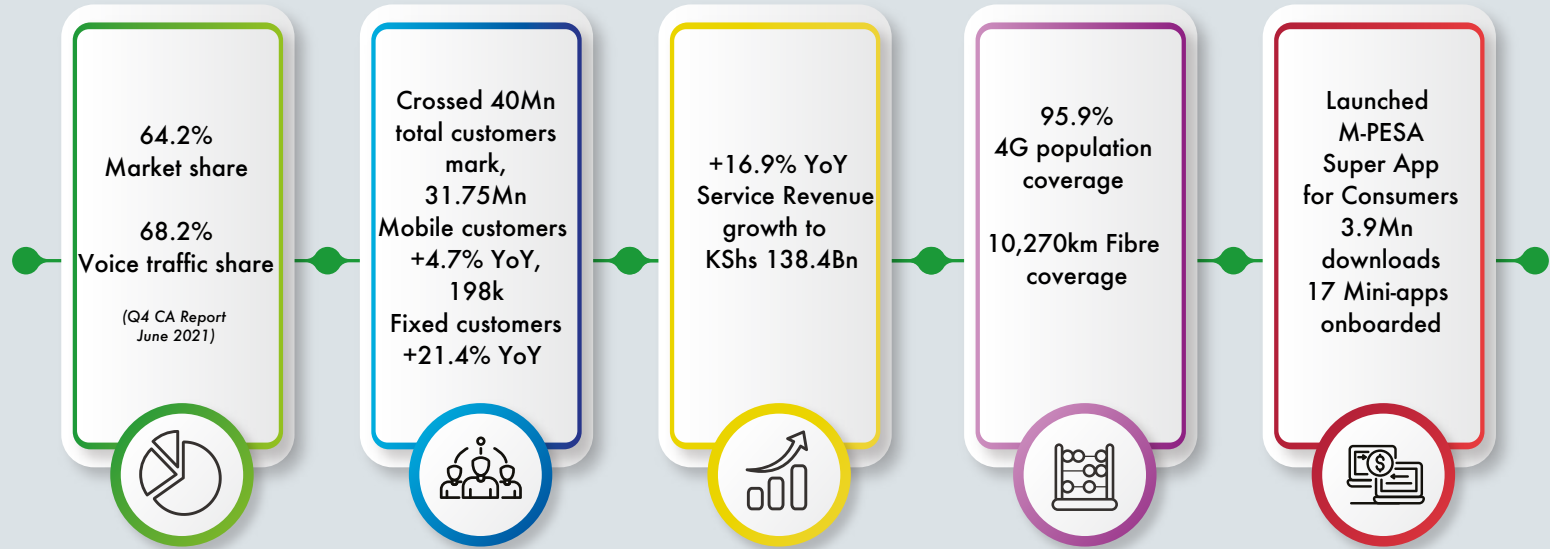 64.2%
Market share
68.2%
Voice traffic share
(Q4 CA Report
June 2021)
Crossed 40Mn
total customers
mark,
31.75Mn
Mobile customers
+4.7% YoY,
198k
Fixed customers
+21.4% YoY
+16.9% YoY
Service Revenue
growth to
KShs 138.4Bn
95.9%
4G population
coverage
10,270km Fibre
coverage
Launched
M-PESA
Super App
for Consumers
3.9Mn
downloads
17 Mini-apps
onboarded
$